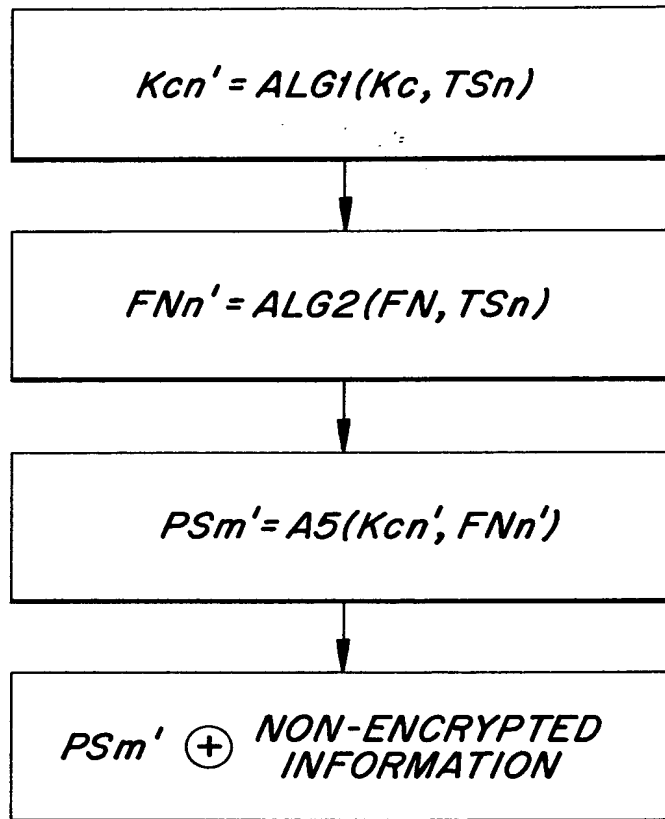 Kcn' = ALG1(Kc, TSn)
FNn' = ALG2(FN, TSn)
PSm' = A5(Kcn', FNn')
PSm' ⊕ NON-ENCRYPTED
INFORMATION